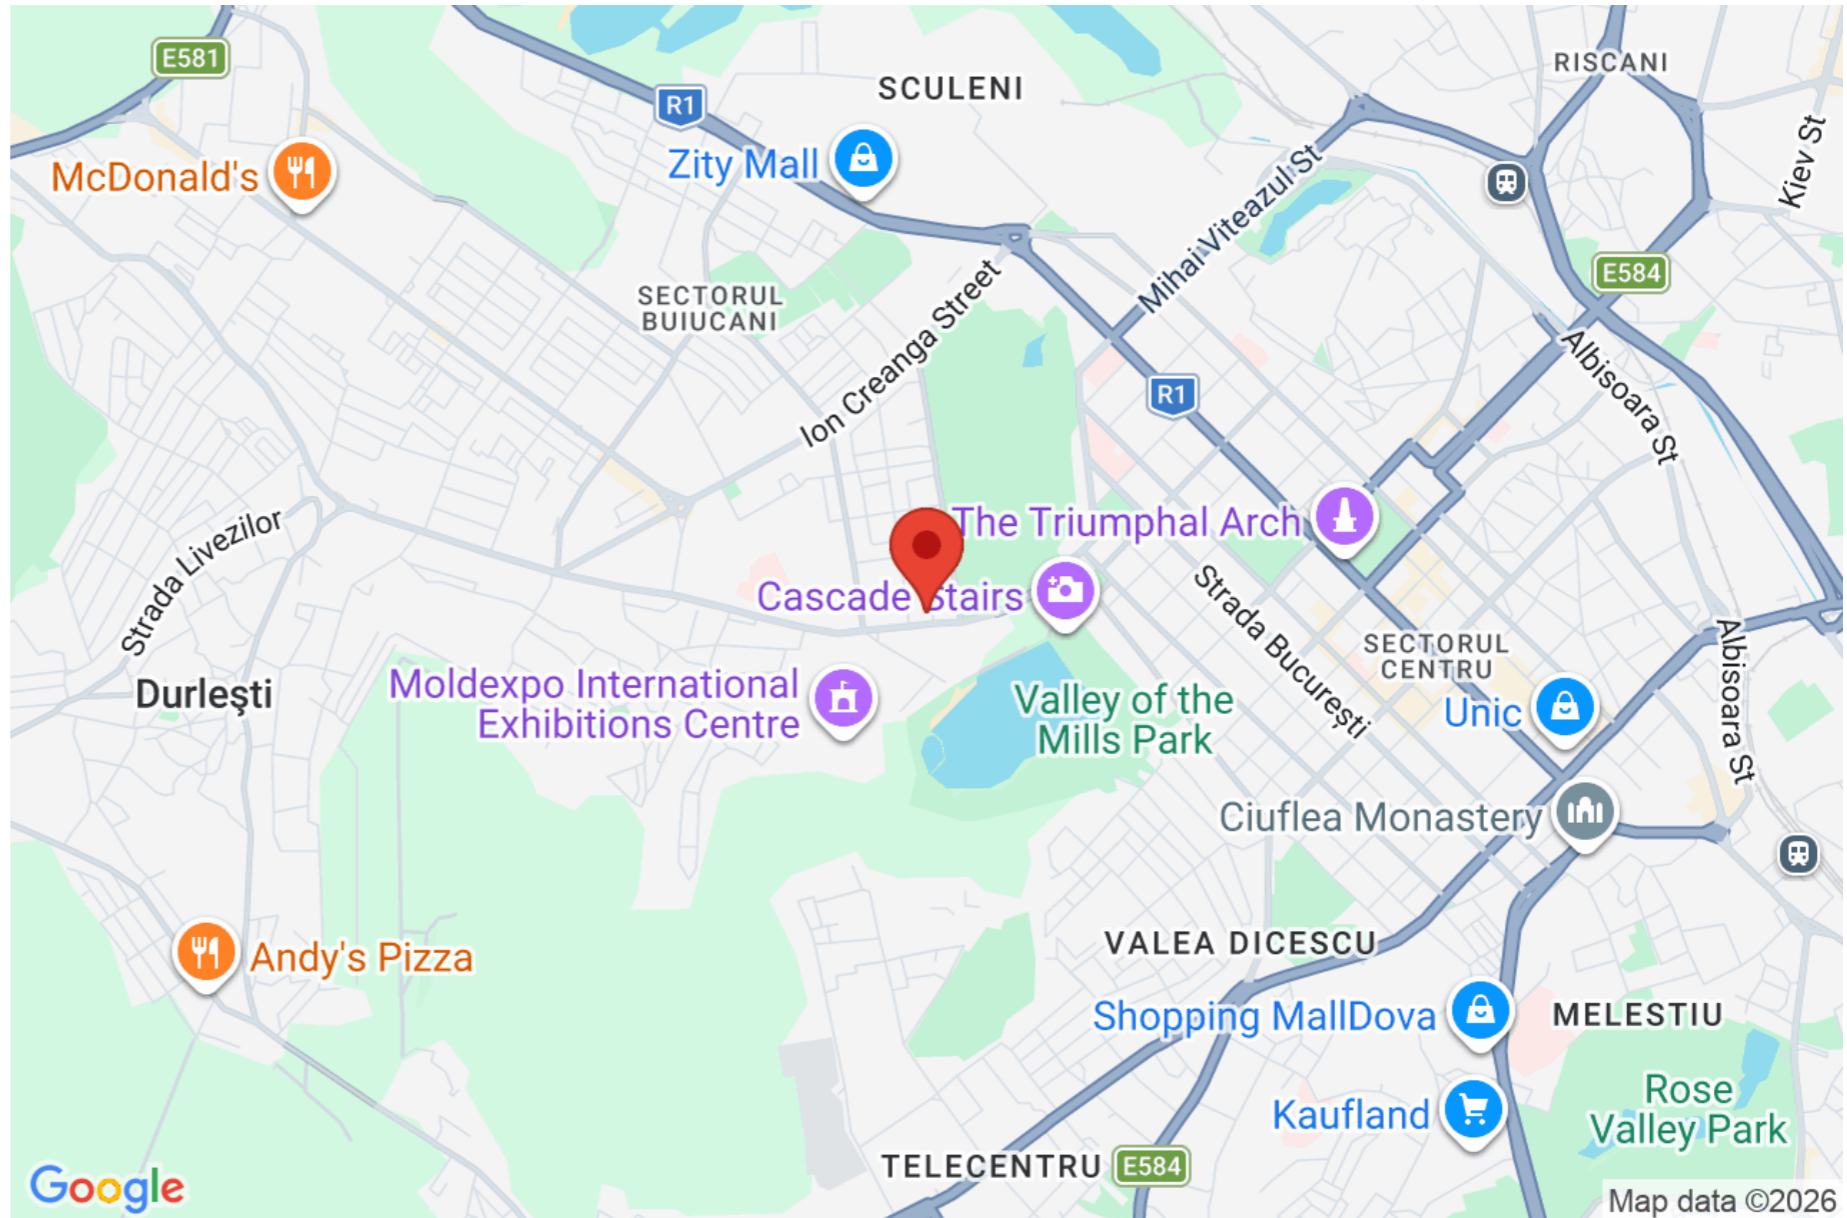 E581
SCULENI
RISCANI
R1
McDonald's
Zity Mall
Kiev St
Mihai Viteazul St
E584
SECTORUL
BUIUCANI
Ion Creanga Street
Albisoara St
R1
The Triumphal Arch
Strada Livezilor
Cascade Stairs
Strada București
SECTORUL
CENTRU
Albisoara St
Durleşti
Moldexpo International
Exhibitions Centre
Valley of the
Mills Park
Unic
Ciuflea Monastery
Andy's Pizza
VALEA DICESCU
Shopping MallDova
MELESTIU
Rose
Valley Park
Kaufland
TELECENTRU
E584
Google
Map data ©2026